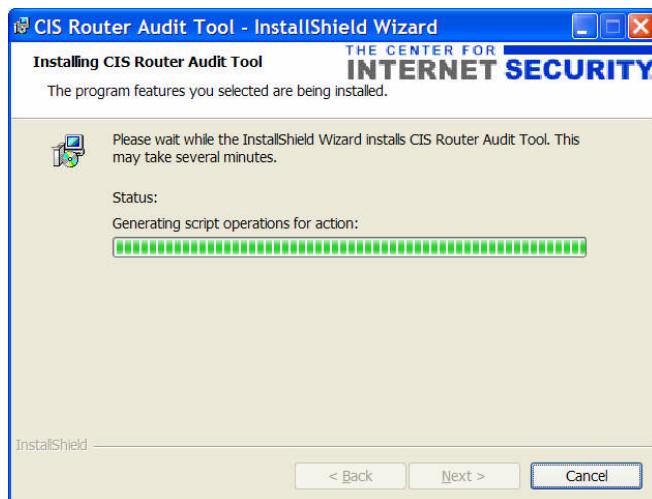 CIS Router Audit Tool - InstallShield Wizard
Installing CIS Router Audit Tool
The program features you selected are being installed.
THE CENTER FOR
INTERNET SECURITY
Please wait while the InstallShield Wizard installs CIS Router Audit Tool. This
may take several minutes.
Status:
Generating script operations for action:
InstallShield
< Back
Next >
Cancel